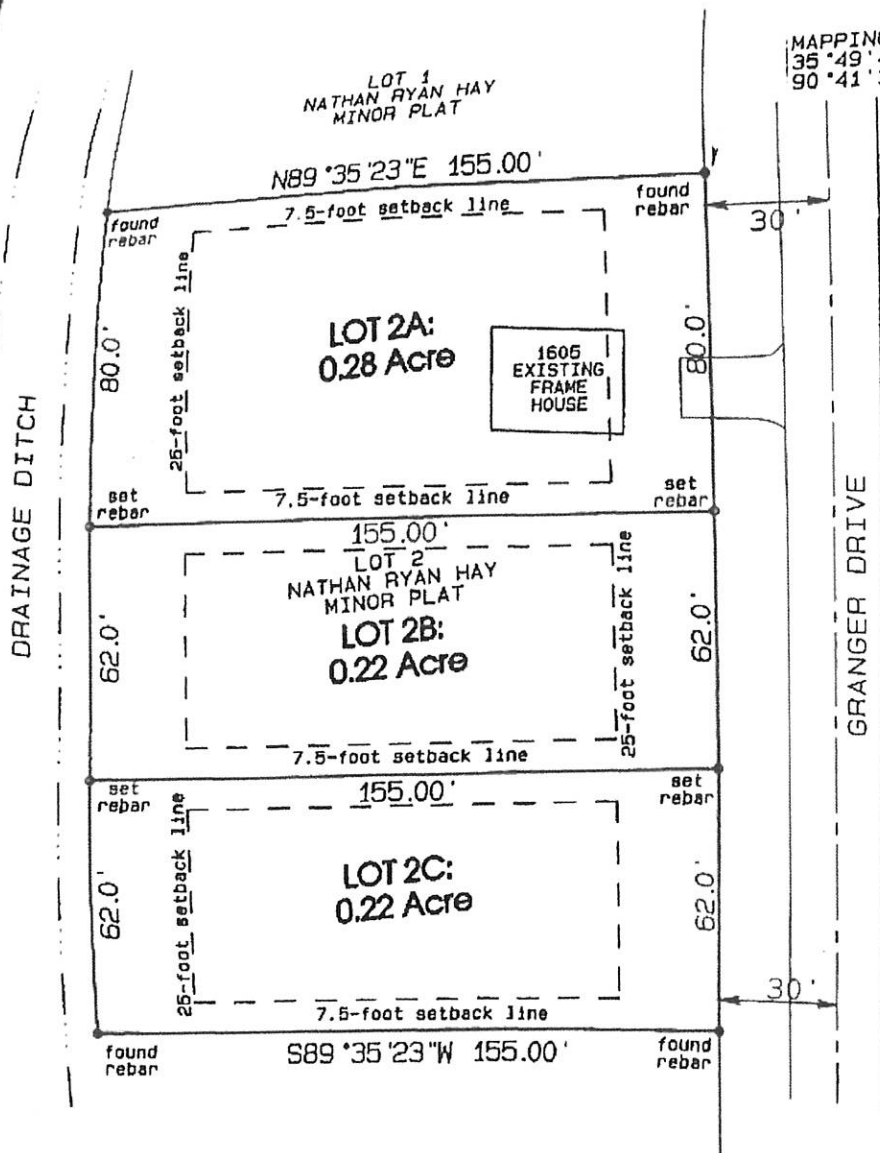 MAPPING
35°49'
90°41'
LOT 1
NATHAN RYAN HAY
MINOR PLAT
N89°35'23"E 155.00'
found
rebar
7.5-foot setback line
found
rebar
30'
25-foot setback line
80.0'
LOT 2A:
0.28 Acre
1605
EXISTING
FRAME
HOUSE
80.0'
DRAINAGE DITCH
set
rebar
7.5-foot setback line
set
rebar
155.00'
LOT 2
NATHAN RYAN HAY
MINOR PLAT
LOT 2B:
0.22 Acre
62.0'
25-foot setback line
62.0'
GRANGER DRIVE
7.5-foot setback line
set
rebar
155.00'
set
rebar
25-foot setback line
62.0'
LOT 2C:
0.22 Acre
62.0'
7.5-foot setback line
30'
found
rebar
S89°35'23"W 155.00'
found
rebar